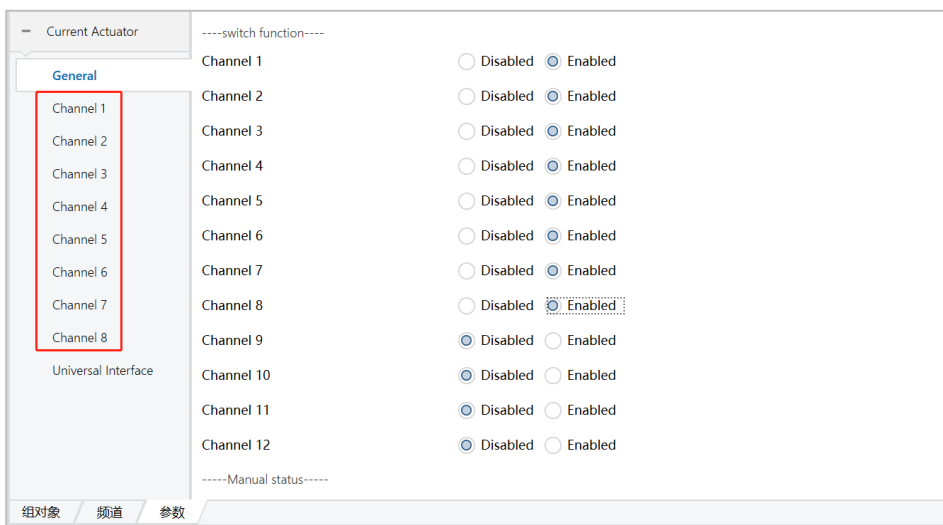 Current Actuator
General
Channel 1
Channel 2
Channel 3
Channel 4
Channel 5
Channel 6
Channel 7
Channel 8
Universal Interface
----switch function----
Channel 1 Disabled Enabled
Channel 2 Disabled Enabled
Channel 3 Disabled Enabled
Channel 4 Disabled Enabled
Channel 5 Disabled Enabled
Channel 6 Disabled Enabled
Channel 7 Disabled Enabled
Channel 8 Disabled Enabled
Channel 9 Disabled Enabled
Channel 10 Disabled Enabled
Channel 11 Disabled Enabled
Channel 12 Disabled Enabled
-----Manual status-----
组对象 频道 参数